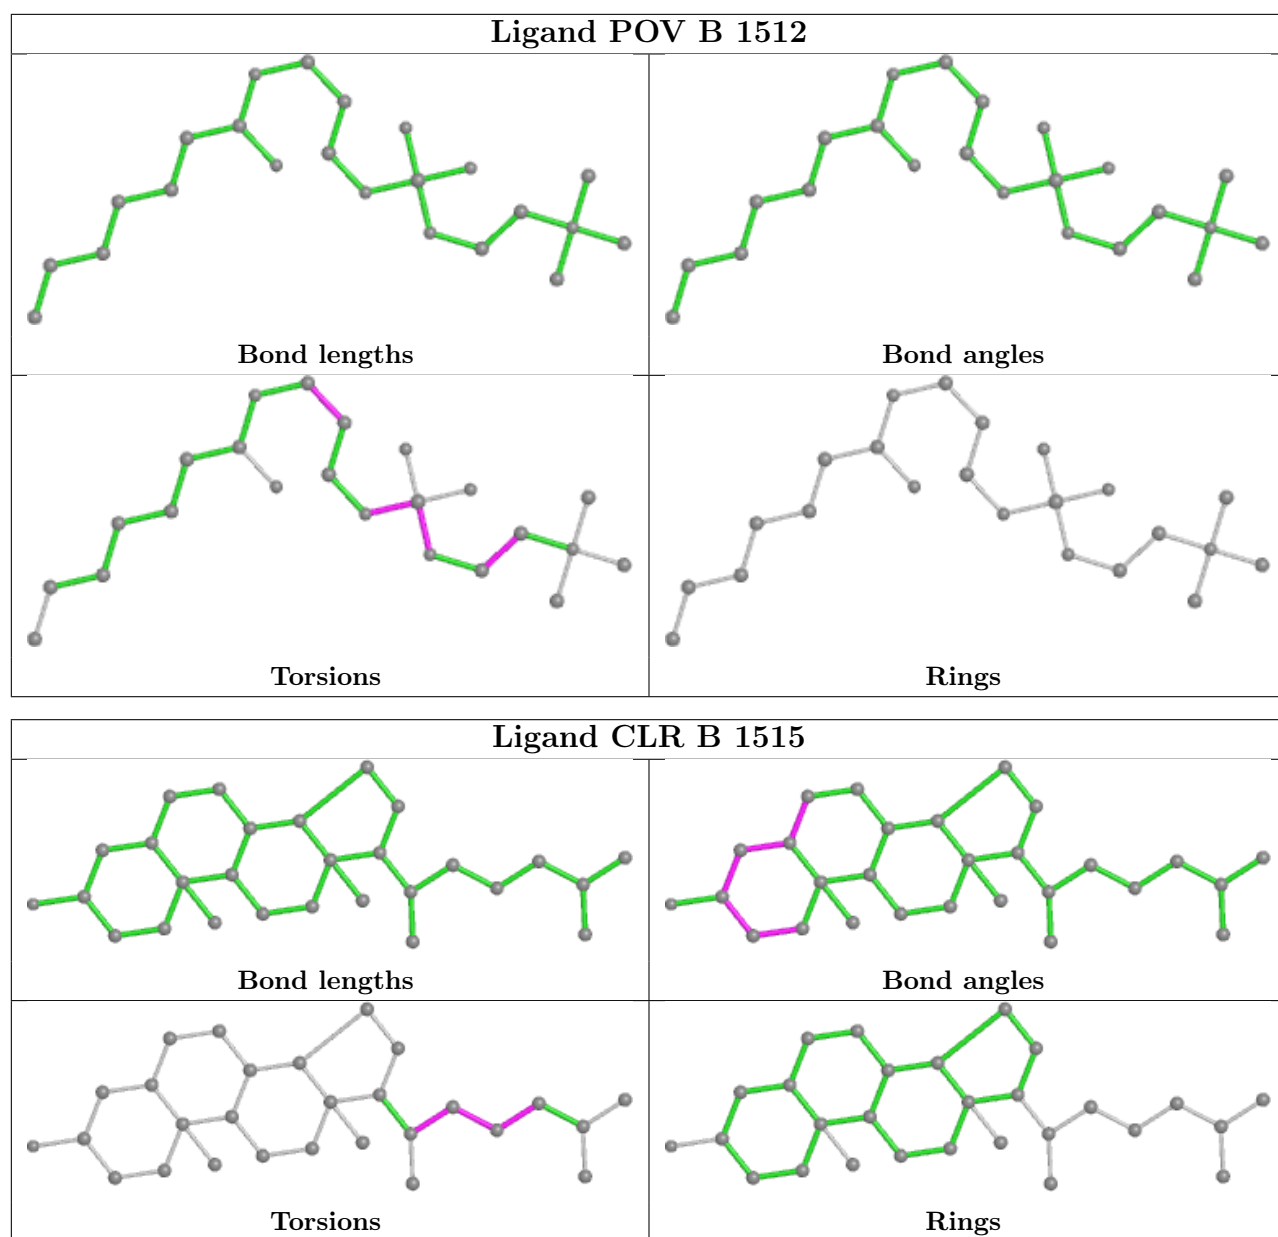 Ligand POV B 1512
Bond lengths
Bond angles
Torsions
Rings
Ligand CLR B 1515
Bond lengths
Bond angles
Torsions
Rings